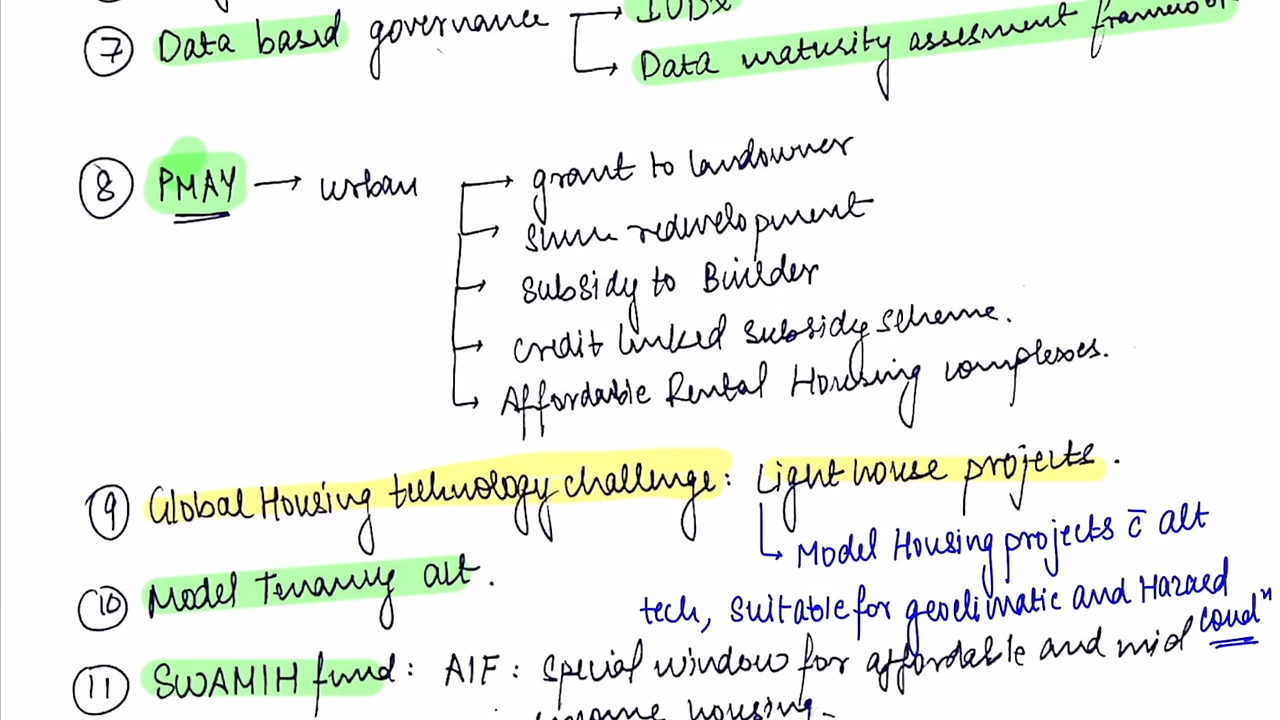 ⑦ Data based governance → IUDX
→ Data maturity assesment framework
⑧ PMAY → urban → grant to landowner
→ slum redevelopment
→ subsidy to Builder
→ credit linked subsidy scheme.
→ Affordable Rental Housing complexes.
⑨ Global Housing technology challenge: Light house projects.
↳ Model Housing projects c̄ alt
tech, suitable for geoclimatic and Hazard condⁿ
⑩ Model Tenancy act.
⑪ SWAMIH fund: AIF: special window for affordable and mid
income housing.